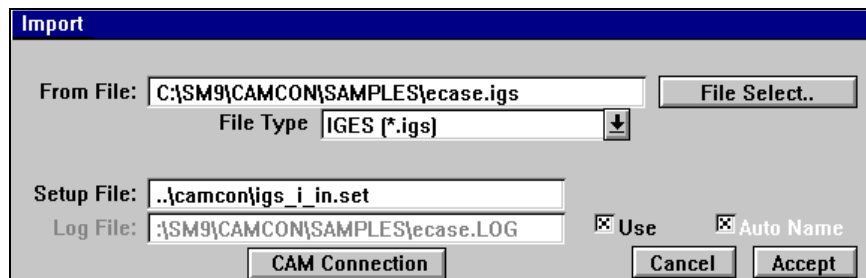 Import
From File: C:\SM9\CAMCON\SAMPLES\ecase.igs File Select..
File Type IGES (*.igs)
Setup File: ..\camcon\igs_i_in.set
Log File: :\SM9\CAMCON\SAMPLES\ecase.LOG Use Auto Name
CAM Connection Cancel Accept